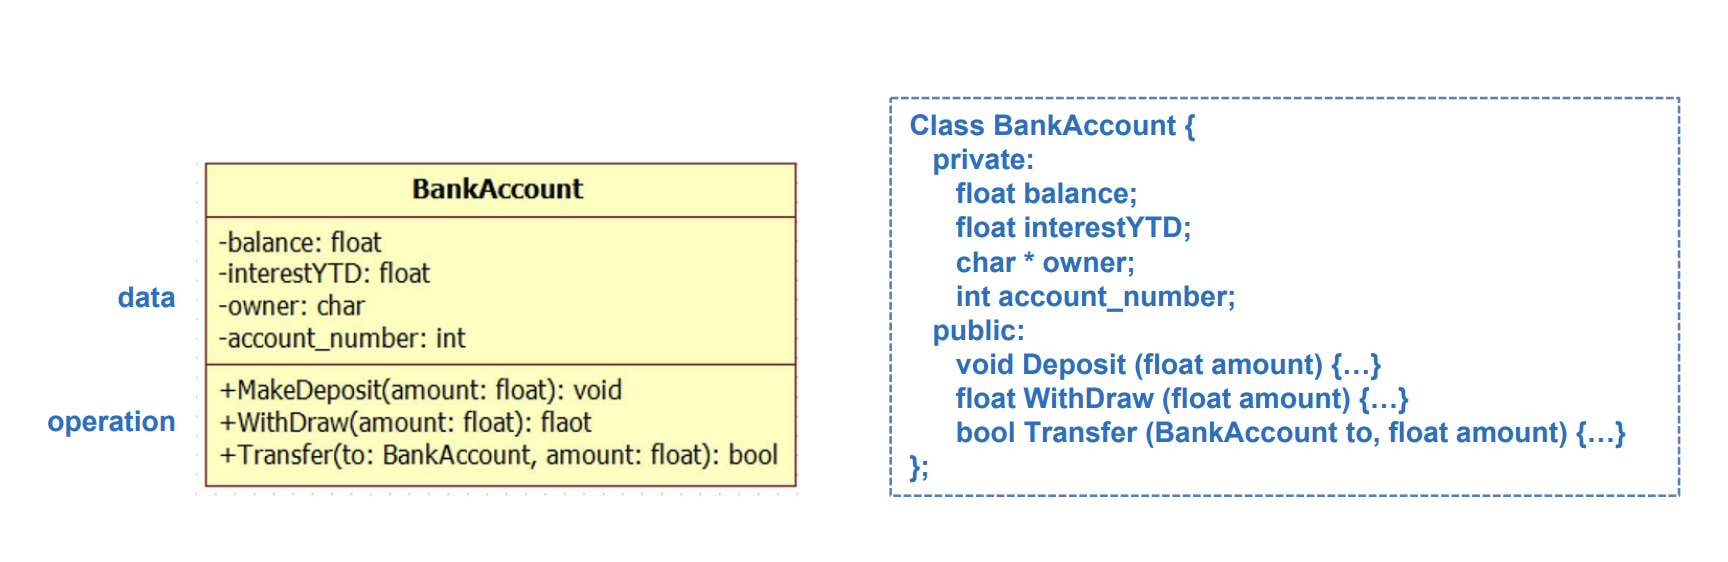 BankAccount
data
-balance: float
-interestYTD: float
-owner: char
-account_number: int
operation
+MakeDeposit(amount: float): void
+WithDraw(amount: float): flaot
+Transfer(to: BankAccount, amount: float): bool
Class BankAccount {
private:
float balance;
float interestYTD;
char * owner;
int account_number;
public:
void Deposit (float amount) {…}
float WithDraw (float amount) {…}
bool Transfer (BankAccount to, float amount) {…}
};